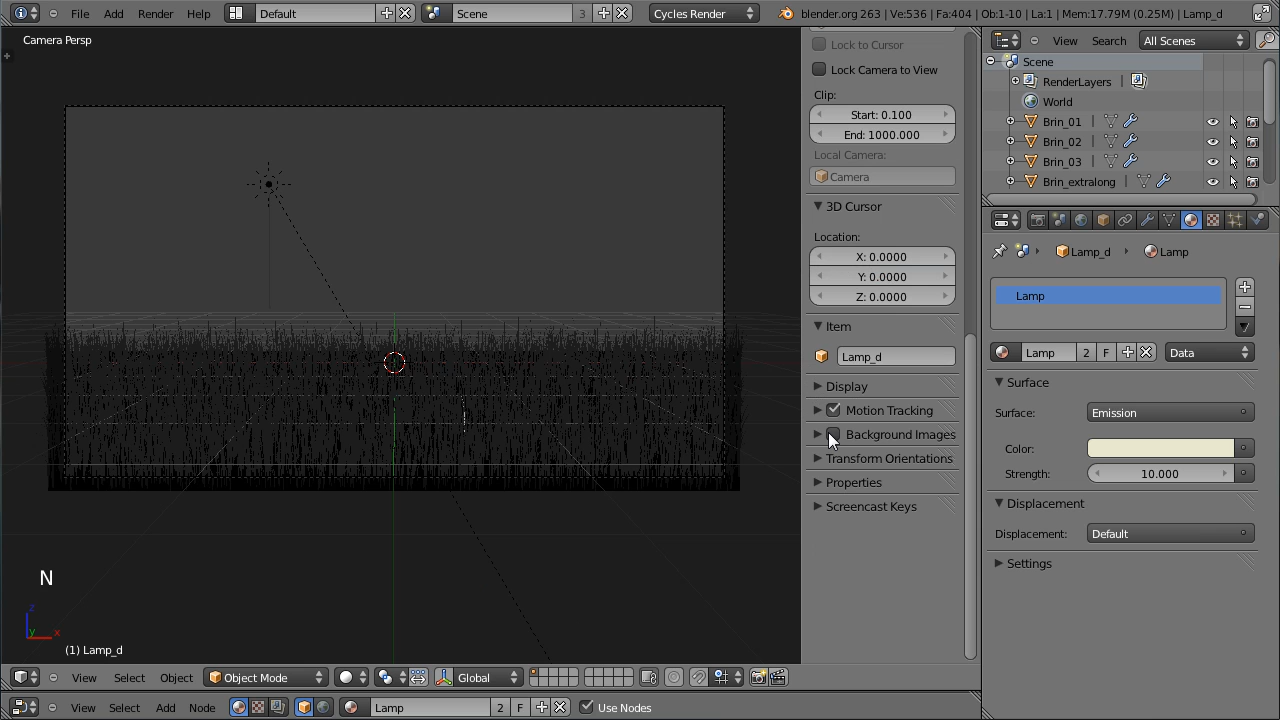 File Add Render Help Default Scene 3 Cycles Render blender.org 263 | Ve:536 | Fa:404 | Ob:1-10 | La:1 | Mem:17.79M (0.25M) | Lamp_d
Camera Persp
Lock to Cursor
Lock Camera to View
Clip:
Start: 0.100
End: 1000.000
Local Camera:
Camera
3D Cursor
Location:
X: 0.0000
Y: 0.0000
Z: 0.0000
Item
Lamp_d
Display
Motion Tracking
Background Images
Transform Orientations
Properties
Screencast Keys
View Search All Scenes
Scene
RenderLayers |
World
Brin_01 |
Brin_02 |
Brin_03 |
Brin_extralong |
Lamp_d Lamp
Lamp
Lamp 2 F Data
Surface
Surface: Emission
Color:
Strength: 10.000
Displacement
Displacement: Default
Settings
N
z
y x
(1) Lamp_d
View Select Object Object Mode Global
View Select Add Node Lamp 2 F Use Nodes